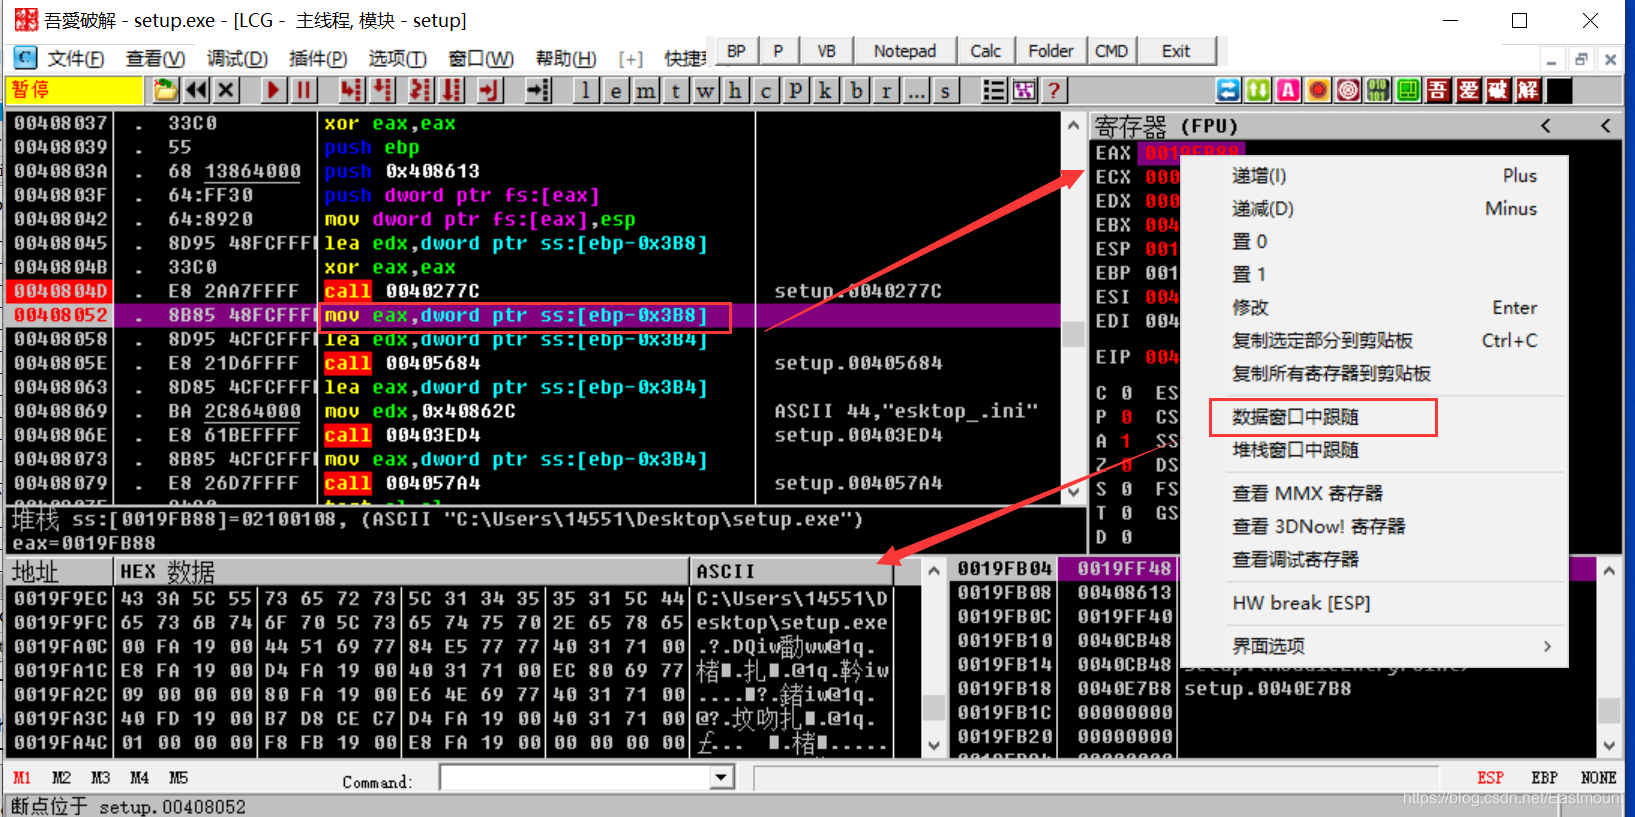 吾愛破解 - setup.exe - [LCG - 主线程, 模块 - setup]
文件(F) 查看(V) 调试(D) 插件(P) 选项(T) 窗口(W) 帮助(H) [+] 快捷 BP P VB Notepad Calc Folder CMD Exit
暂停 l e m t w h c p k b r ... s ? 吾 爱 破 解
00408037 . 33C0 xor eax,eax
00408039 . 55 push ebp
0040803A . 68 13864000 push 0x408613
0040803F . 64:FF30 push dword ptr fs:[eax]
00408042 . 64:8920 mov dword ptr fs:[eax],esp
00408045 . 8D95 48FCFFF lea edx,dword ptr ss:[ebp-0x3B8]
0040804B . 33C0 xor eax,eax
0040804D . E8 2AA7FFFF call 0040277C setup.0040277C
00408052 . 8B85 48FCFFF mov eax,dword ptr ss:[ebp-0x3B8]
00408058 . 8D95 4CFCFFF lea edx,dword ptr ss:[ebp-0x3B4]
0040805E . E8 21D6FFFF call 00405684 setup.00405684
00408063 . 8D85 4CFCFFF lea eax,dword ptr ss:[ebp-0x3B4]
00408069 . BA 2C864000 mov edx,0x40862C ASCII 44,"esktop_.ini"
0040806E . E8 61BEFFFF call 00403ED4 setup.00403ED4
00408073 . 8B85 4CFCFFF mov eax,dword ptr ss:[ebp-0x3B4]
00408079 . E8 26D7FFFF call 004057A4 setup.004057A4
堆栈 ss:[0019FB88]=02100108, (ASCII "C:\Users\14551\Desktop\setup.exe")
eax=0019FB88
寄存器 (FPU) < <
EAX 0019FB88
ECX 000
EDX 000
EBX 004
ESP 001
EBP 001
ESI 004
EDI 004
EIP 004
C 0 ES
P 0 CS
A 1 SS
Z 0 DS
S 0 FS
T 0 GS
D 0
递增(I) Plus
递减(D) Minus
置 0
置 1
修改 Enter
复制选定部分到剪贴板 Ctrl+C
复制所有寄存器到剪贴板
数据窗口中跟随
堆栈窗口中跟随
查看 MMX 寄存器
查看 3DNow! 寄存器
查看调试寄存器
HW break [ESP]
界面选项
地址 HEX 数据 ASCII
0019F9EC 43 3A 5C 55 73 65 72 73 5C 31 34 35 35 31 5C 44 C:\Users\14551\D
0019F9FC 65 73 6B 74 6F 70 5C 73 65 74 75 70 2E 65 78 65 esktop\setup.exe
0019FA0C 00 FA 19 00 44 51 69 77 84 E5 77 77 40 31 71 00 .?.DQiw勫ww@1q.
0019FA1C E8 FA 19 00 D4 FA 19 00 40 31 71 00 EC 80 69 77
0019FA2C 09 00 00 00 80 FA 19 00 E6 4E 69 77 40 31 71 00
0019FA3C 40 FD 19 00 B7 D8 CE C7 D4 FA 19 00 40 31 71 00
0019FA4C 01 00 00 00 F8 FB 19 00 E8 FA 19 00 00 00 00 00
0019FB04 0019FF48
0019FB08 00408613
0019FB0C 0019FF40
0019FB10 0040CB48
0019FB14 0040CB48
0019FB18 0040E7B8 setup.0040E7B8
0019FB1C 00000000
0019FB20 00000000
M1 M2 M3 M4 M5 Command: ESP EBP NONE
断点位于 setup.00408052
https://blog.csdn.net/Eastmount